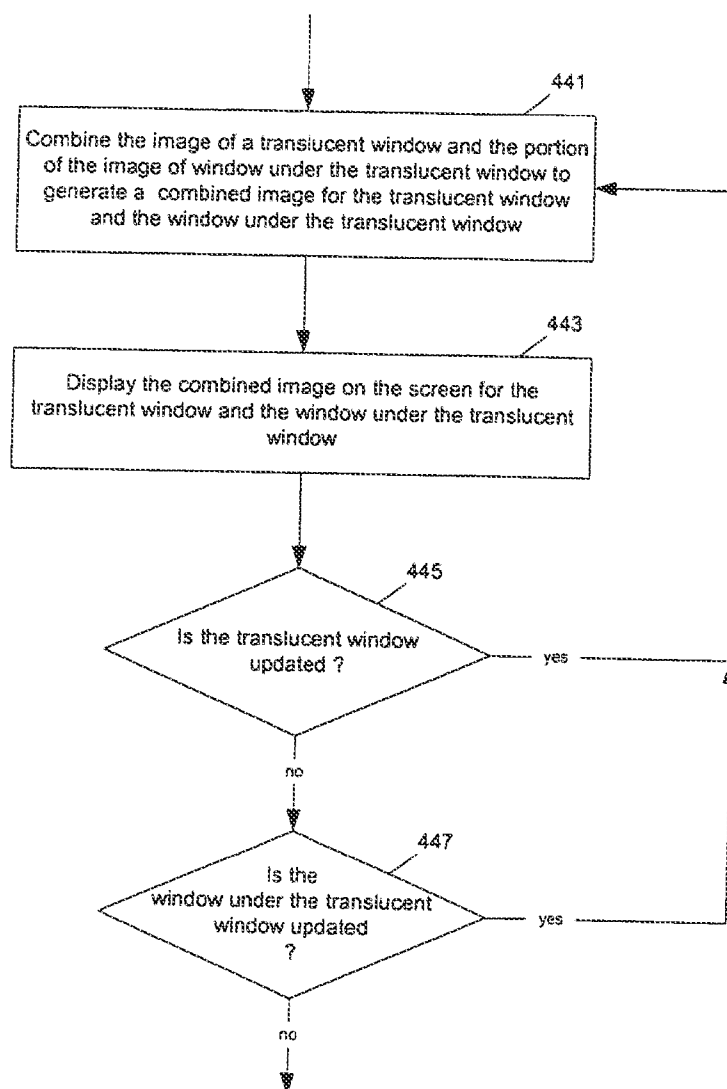 441
Combine the image of a translucent window and the portion
of the image of window under the translucent window to
generate a combined image for the translucent window
and the window under the translucent window
443
Display the combined image on the screen for the
translucent window and the window under the translucent
window
445
Is the translucent window
updated ?
yes
no
447
Is the
window under the translucent
window updated
?
yes
no